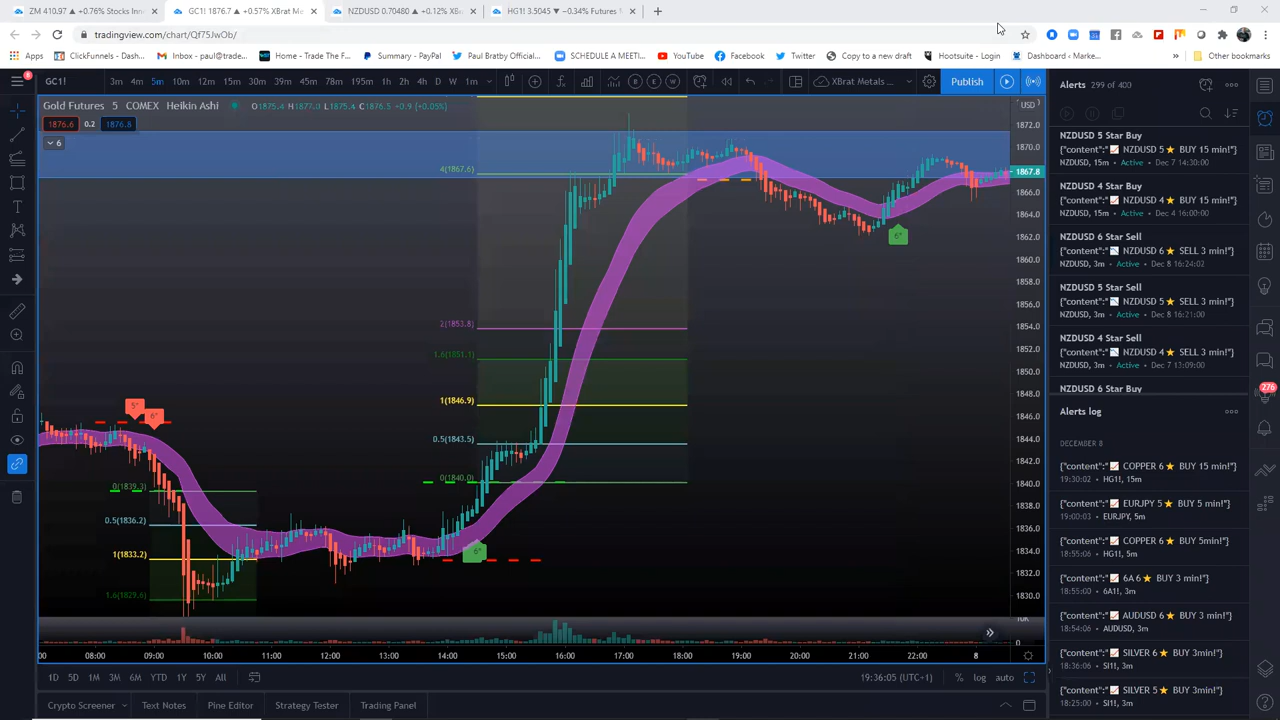 ZM 410.97 ▲ +0.76% Stocks Inn × GC1! 1876.7 ▲ +0.57% XBrat Met × NZDUSD 0.70480 ▲ +0.12% XB × HG1! 3.5045 ▼ −0.34% Futures M × +
tradingview.com/chart/Qf75JwOb/
Apps ClickFunnels - Das... Inbox - paul@tradet... Home - Trade The F... Summary - PayPal Paul Bratby Official... SCHEDULE A MEETI... YouTube Facebook Twitter Copy to a new draft Hootsuite - Login Dashboard ‹ Marke... » Other bookmarks
8 GC1! 3m 4m 5m 10m 12m 15m 30m 39m 45m 78m 195m 1h 2h 4h D W 1m XBrat Metals ... Publish
Alerts 299 of 400
Gold Futures 5 COMEX Heikin Ashi O1875.4 H1877.0 L1875.4 C1876.5 +0.9 (+0.05%)
1876.6 0.2 1876.8
6
USD
1872.0
1870.0
1867.8
1866.0
1864.0
1862.0
1860.0
1858.0
1856.0
1854.0
1852.0
1850.0
1848.0
1846.0
1844.0
1842.0
1840.0
1838.0
1836.0
1834.0
1832.0
1830.0
0
4(1867.6)
2(1853.8)
1.6(1851.1)
1(1846.9)
0.5(1843.5)
0(1840.0)
0(1839.3)
0.5(1836.2)
1(1833.2)
1.6(1829.6)
5*
6*
6*
6*
:00 08:00 09:00 10:00 11:00 12:00 13:00 14:00 15:00 16:00 17:00 18:00 19:00 20:00 21:00 22:00 8
1D 5D 1M 3M 6M YTD 1Y 5Y All 19:36:05 (UTC+1) % log auto
Crypto Screener Text Notes Pine Editor Strategy Tester Trading Panel
NZDUSD 5 Star Buy
{"content":" 📈 NZDUSD 5⭐ BUY 15 min!"}
NZDUSD, 15m • Active • Dec 7 14:30:00
NZDUSD 4 Star Buy
{"content":" 📈 NZDUSD 4⭐ BUY 15 min!"}
NZDUSD, 15m • Active • Dec 4 16:00:00
NZDUSD 6 Star Sell
{"content":" 📉 NZDUSD 6⭐ SELL 3 min!"}
NZDUSD, 3m • Active • Dec 8 16:24:02
NZDUSD 5 Star Sell
{"content":" 📉 NZDUSD 5⭐ SELL 3 min!"}
NZDUSD, 3m • Active • Dec 8 16:21:00
NZDUSD 4 Star Sell
{"content":" 📉 NZDUSD 4⭐ SELL 3 min!"}
NZDUSD, 3m • Active • Dec 7 13:09:00
NZDUSD 6 Star Buy
Alerts log
DECEMBER 8
{"content":" 📈 COPPER 6⭐ BUY 15 min!"}
19:30:02 • HG1!, 15m
{"content":" 📈 EURJPY 5⭐ BUY 5 min!"}
19:00:03 • EURJPY, 5m
{"content":" 📈 COPPER 6⭐ BUY 5min!"}
18:55:06 • HG1!, 5m
{"content":" 📈 6A 6⭐ BUY 3 min!"}
18:55:00 • 6A1!, 3m
{"content":" 📈 AUDUSD 6⭐ BUY 3 min!"}
18:54:06 • AUDUSD, 3m
{"content":" 📈 SILVER 6⭐ BUY 3min!"}
18:36:06 • SI1!, 3m
{"content":" 📈 SILVER 5⭐ BUY 3min!"}
18:25:00 • SI1!, 3m
276